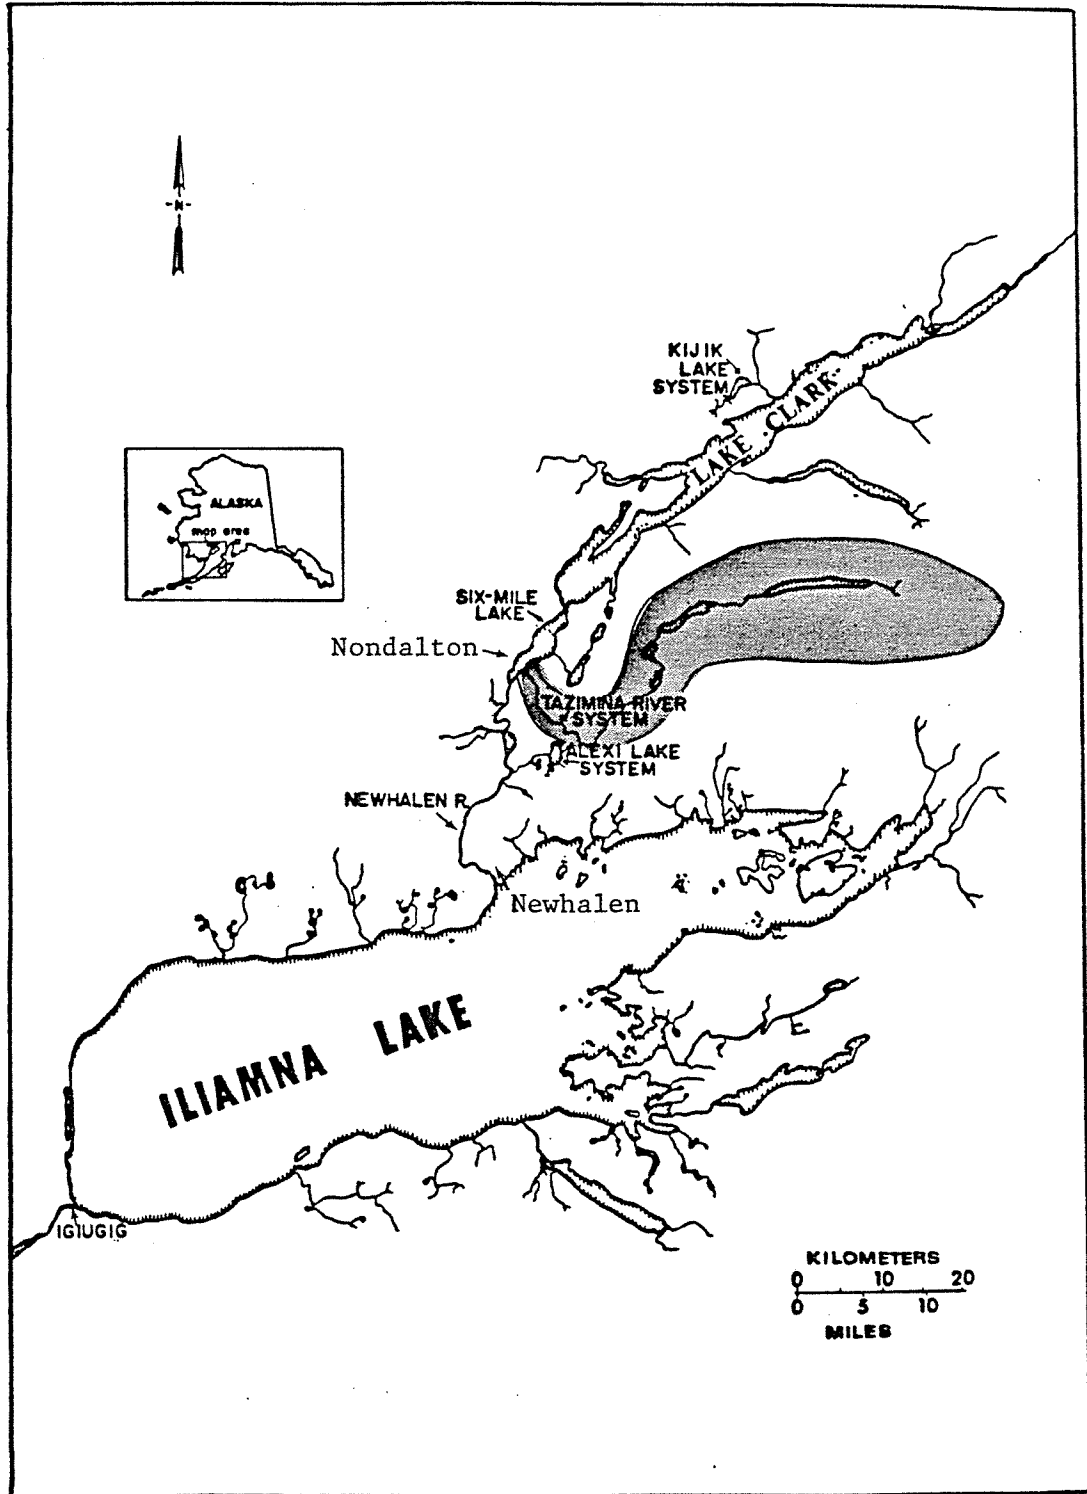 -N-
KIJIK
LAKE
SYSTEM
LAKE CLARK
ALASKA
map area
SIX-MILE
LAKE
Nondalton
TAZIMINA RIVER
SYSTEM
ALEXI LAKE
SYSTEM
NEWHALEN R.
Newhalen
ILIAMNA LAKE
IGIUGIG
KILOMETERS
0 10 20
0 5 10
MILES